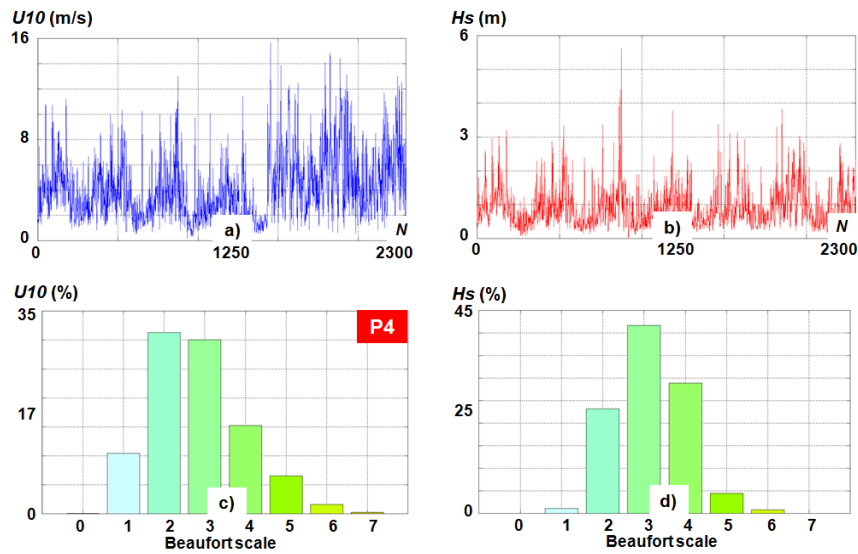 U10 (m/s)
16
8
0
a)
N
0
1250
2300
Hs (m)
6
3
0
b)
N
0
1250
2300
U10 (%)
35
17
0
P4
c)
0 1 2 3 4 5 6 7
Beaufort scale
Hs (%)
45
25
0
d)
0 1 2 3 4 5 6 7
Beaufort scale